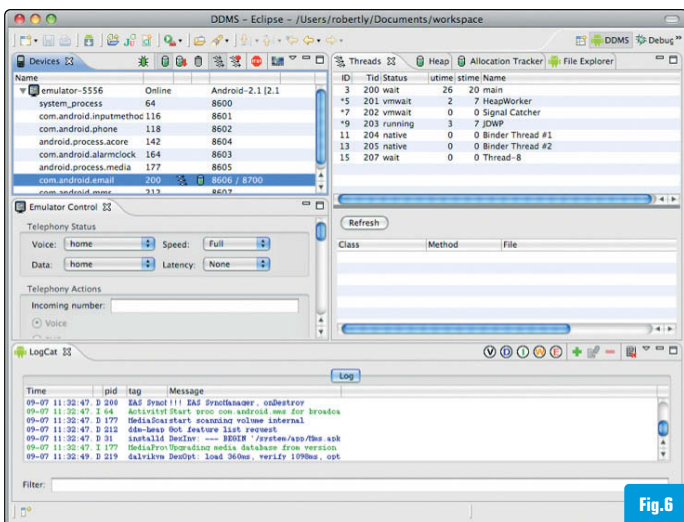 DDMS - Eclipse - /Users/robertly/Documents/workspace
DDMS Debug »
Devices
Name
emulator-5556 Online Android-2.1 [2.1
system_process 64 8600
com.android.inputmethoc 116 8601
com.android.phone 118 8602
android.process.acore 142 8604
com.android.alarmclock 164 8603
android.process.media 177 8605
com.android.email 200 8606 / 8700
com.android.mms 212 8607
Threads Heap Allocation Tracker File Explorer
ID Tid Status utime stime Name
3 200 wait 26 20 main
*5 201 vmwait 2 7 HeapWorker
*7 202 vmwait 0 0 Signal Catcher
*9 203 running 3 7 JDWP
11 204 native 0 0 Binder Thread #1
13 205 native 0 0 Binder Thread #2
15 207 wait 0 0 Thread-8
Refresh
Class Method File
Emulator Control
Telephony Status
Voice: home Speed: Full
Data: home Latency: None
Telephony Actions
Incoming number:
Voice
LogCat
V D I W E
Log
Time pid tag Message
09-07 11:32:47. D 200 EAS Synct !!! EAS SyncManager, onDestroy
09-07 11:32:47. I 64 Activityt Start proc com.android.mms for broadca
09-07 11:32:47. D 177 MediaScar start scanning volume internal
09-07 11:32:47. D 212 ddm-heap Got feature list request
09-07 11:32:47. D 31 installd DexInv: --- BEGIN '/system/app/Mms.apk
09-07 11:32:47. I 177 MediaProv Upgrading media database from version
09-07 11:32:49. D 219 dalvikvm DexOpt: load 360ms, verify 1098ms, opt
Filter:
Fig.6